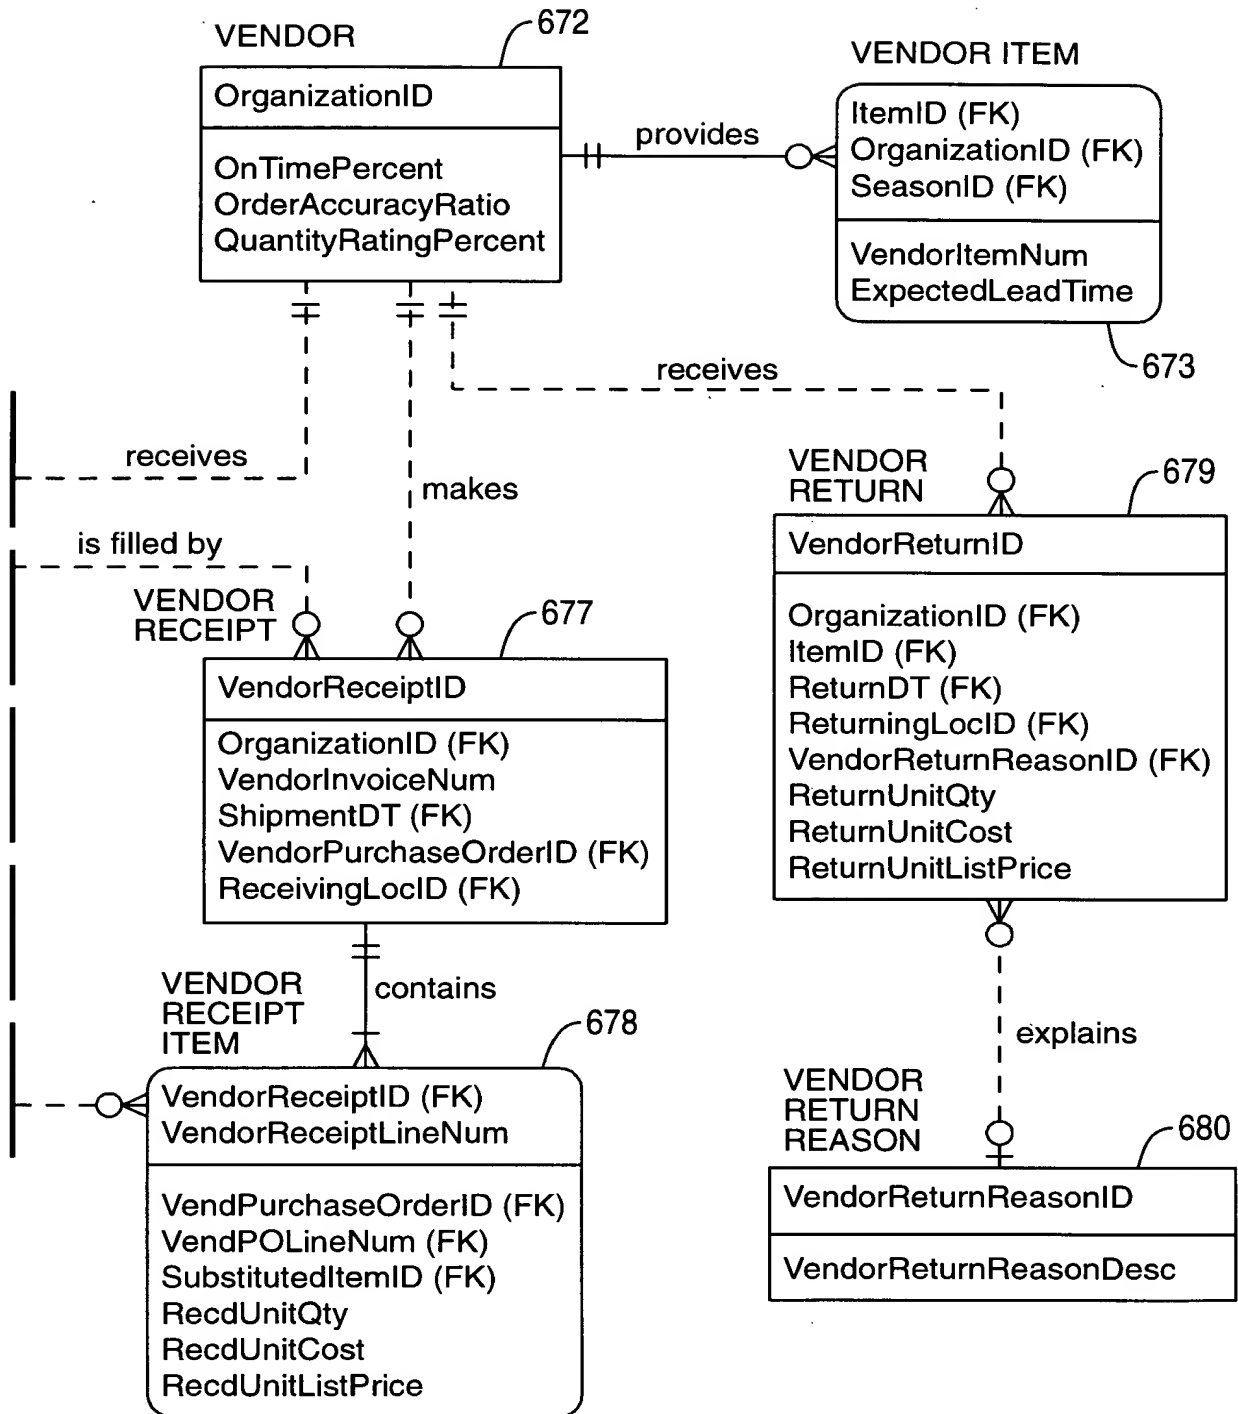 VENDOR
672
OrganizationID
OnTimePercent
OrderAccuracyRatio
QuantityRatingPercent
provides
VENDOR ITEM
ItemID (FK)
OrganizationID (FK)
SeasonID (FK)
VendorItemNum
ExpectedLeadTime
673
receives
receives
makes
is filled by
VENDOR
RETURN
679
VendorReturnID
OrganizationID (FK)
ItemID (FK)
ReturnDT (FK)
ReturningLocID (FK)
VendorReturnReasonID (FK)
ReturnUnitQty
ReturnUnitCost
ReturnUnitListPrice
VENDOR
RECEIPT
677
VendorReceiptID
OrganizationID (FK)
VendorInvoiceNum
ShipmentDT (FK)
VendorPurchaseOrderID (FK)
ReceivingLocID (FK)
contains
VENDOR
RECEIPT
ITEM
678
VendorReceiptID (FK)
VendorReceiptLineNum
VendPurchaseOrderID (FK)
VendPOLineNum (FK)
SubstitutedItemID (FK)
RecdUnitQty
RecdUnitCost
RecdUnitListPrice
explains
VENDOR
RETURN
REASON
680
VendorReturnReasonID
VendorReturnReasonDesc